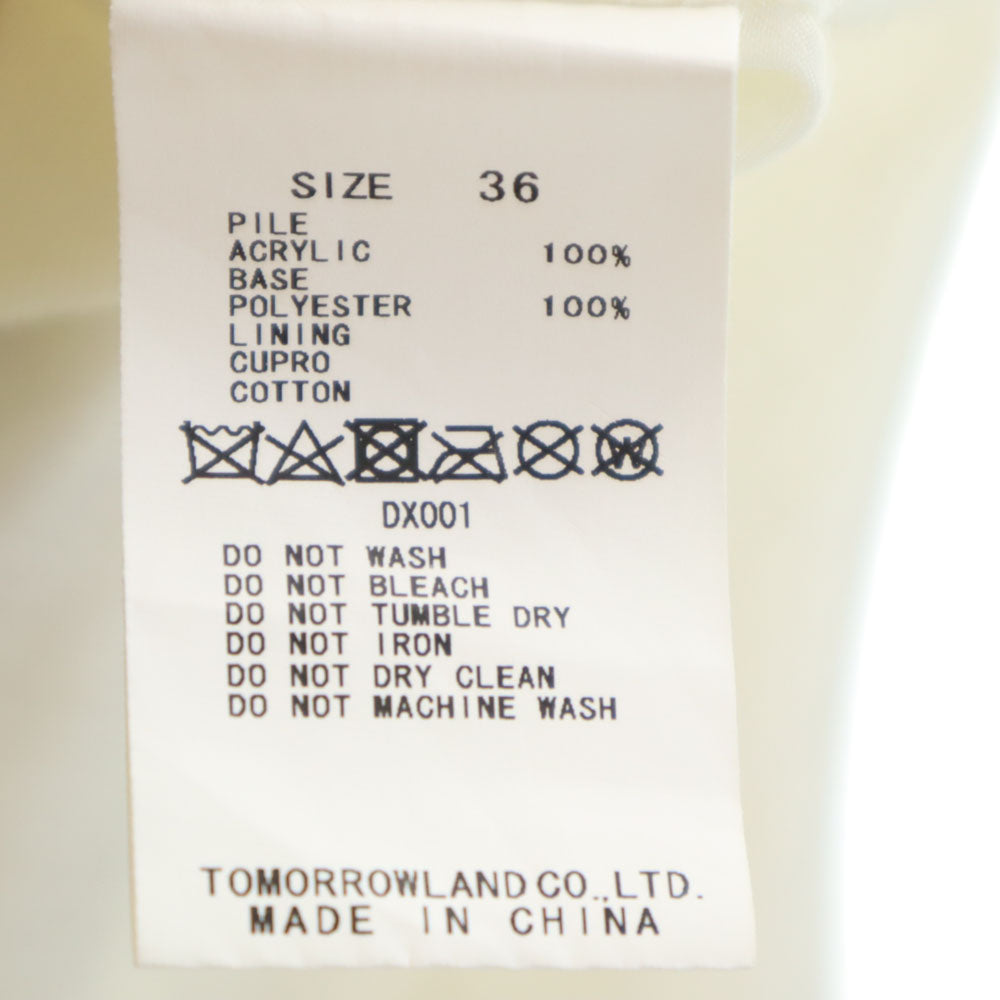 SIZE 36
PILE
ACRYLIC 100%
BASE
POLYESTER 100%
LINING
CUPRO
COTTON
DX001
DO NOT WASH
DO NOT BLEACH
DO NOT TUMBLE DRY
DO NOT IRON
DO NOT DRY CLEAN
DO NOT MACHINE WASH
TOMORROWLAND CO.,LTD.
MADE IN CHINA